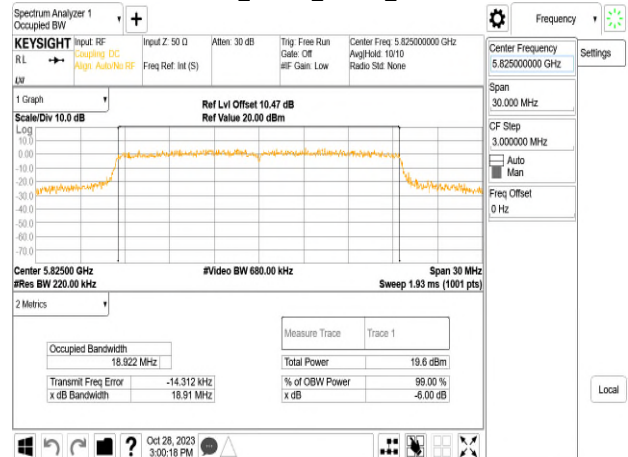 Spectrum Analyzer 1
Occupied BW
Frequency
KEYSIGHT Input: RF
RL
Coupling: DC
Align: Auto/No RF
Input Z: 50 Ω
Freq Ref: Int (S)
Atten: 30 dB
Trig: Free Run
Gate: Off
#IF Gain: Low
Center Freq: 5.825000000 GHz
Avg|Hold: 10/10
Radio Std: None
Center Frequency
5.825000000 GHz
Settings
Span
30.000 MHz
CF Step
3.000000 MHz
Auto
Man
Freq Offset
0 Hz
Local
1 Graph
Scale/Div 10.0 dB
Ref Lvl Offset 10.47 dB
Ref Value 20.00 dBm
Log
10.0
0.00
-10.0
-20.0
-30.0
-40.0
-50.0
-60.0
-70.0
Center 5.82500 GHz
#Res BW 220.00 kHz
#Video BW 680.00 kHz
Span 30 MHz
Sweep 1.93 ms (1001 pts)
2 Metrics
Measure Trace Trace 1
Occupied Bandwidth
18.922 MHz
Total Power 19.6 dBm
Transmit Freq Error -14.312 kHz
% of OBW Power 99.00 %
x dB Bandwidth 18.91 MHz
x dB -6.00 dB
?
Oct 28, 2023
3:00:18 PM